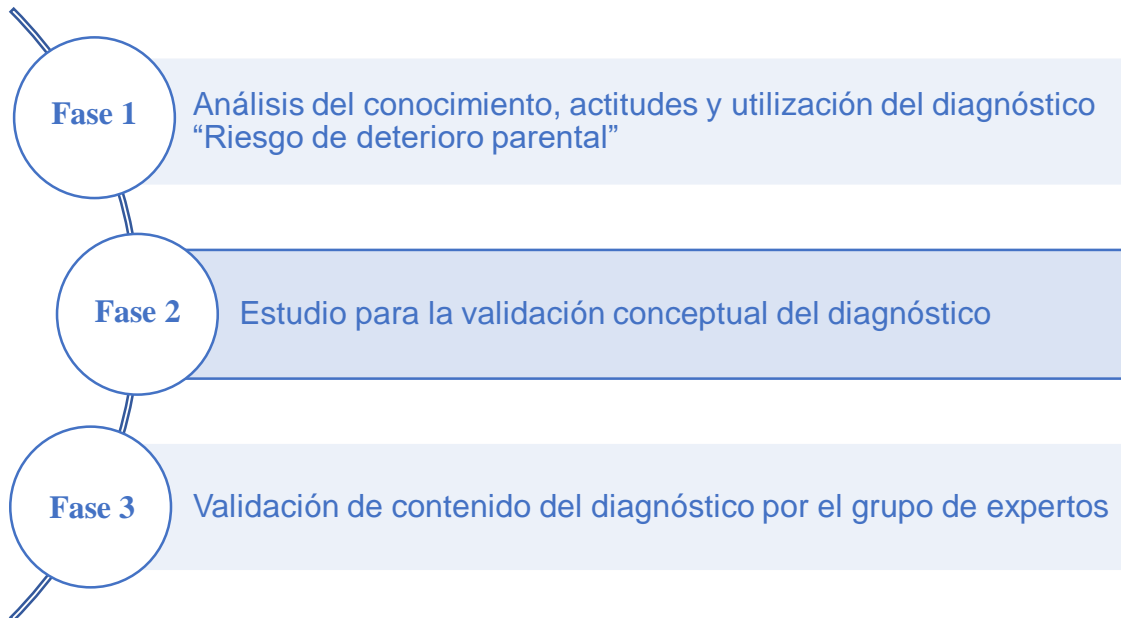 Fase 1
Análisis del conocimiento, actitudes y utilización del diagnóstico
“Riesgo de deterioro parental”
Fase 2
Estudio para la validación conceptual del diagnóstico
Fase 3
Validación de contenido del diagnóstico por el grupo de expertos